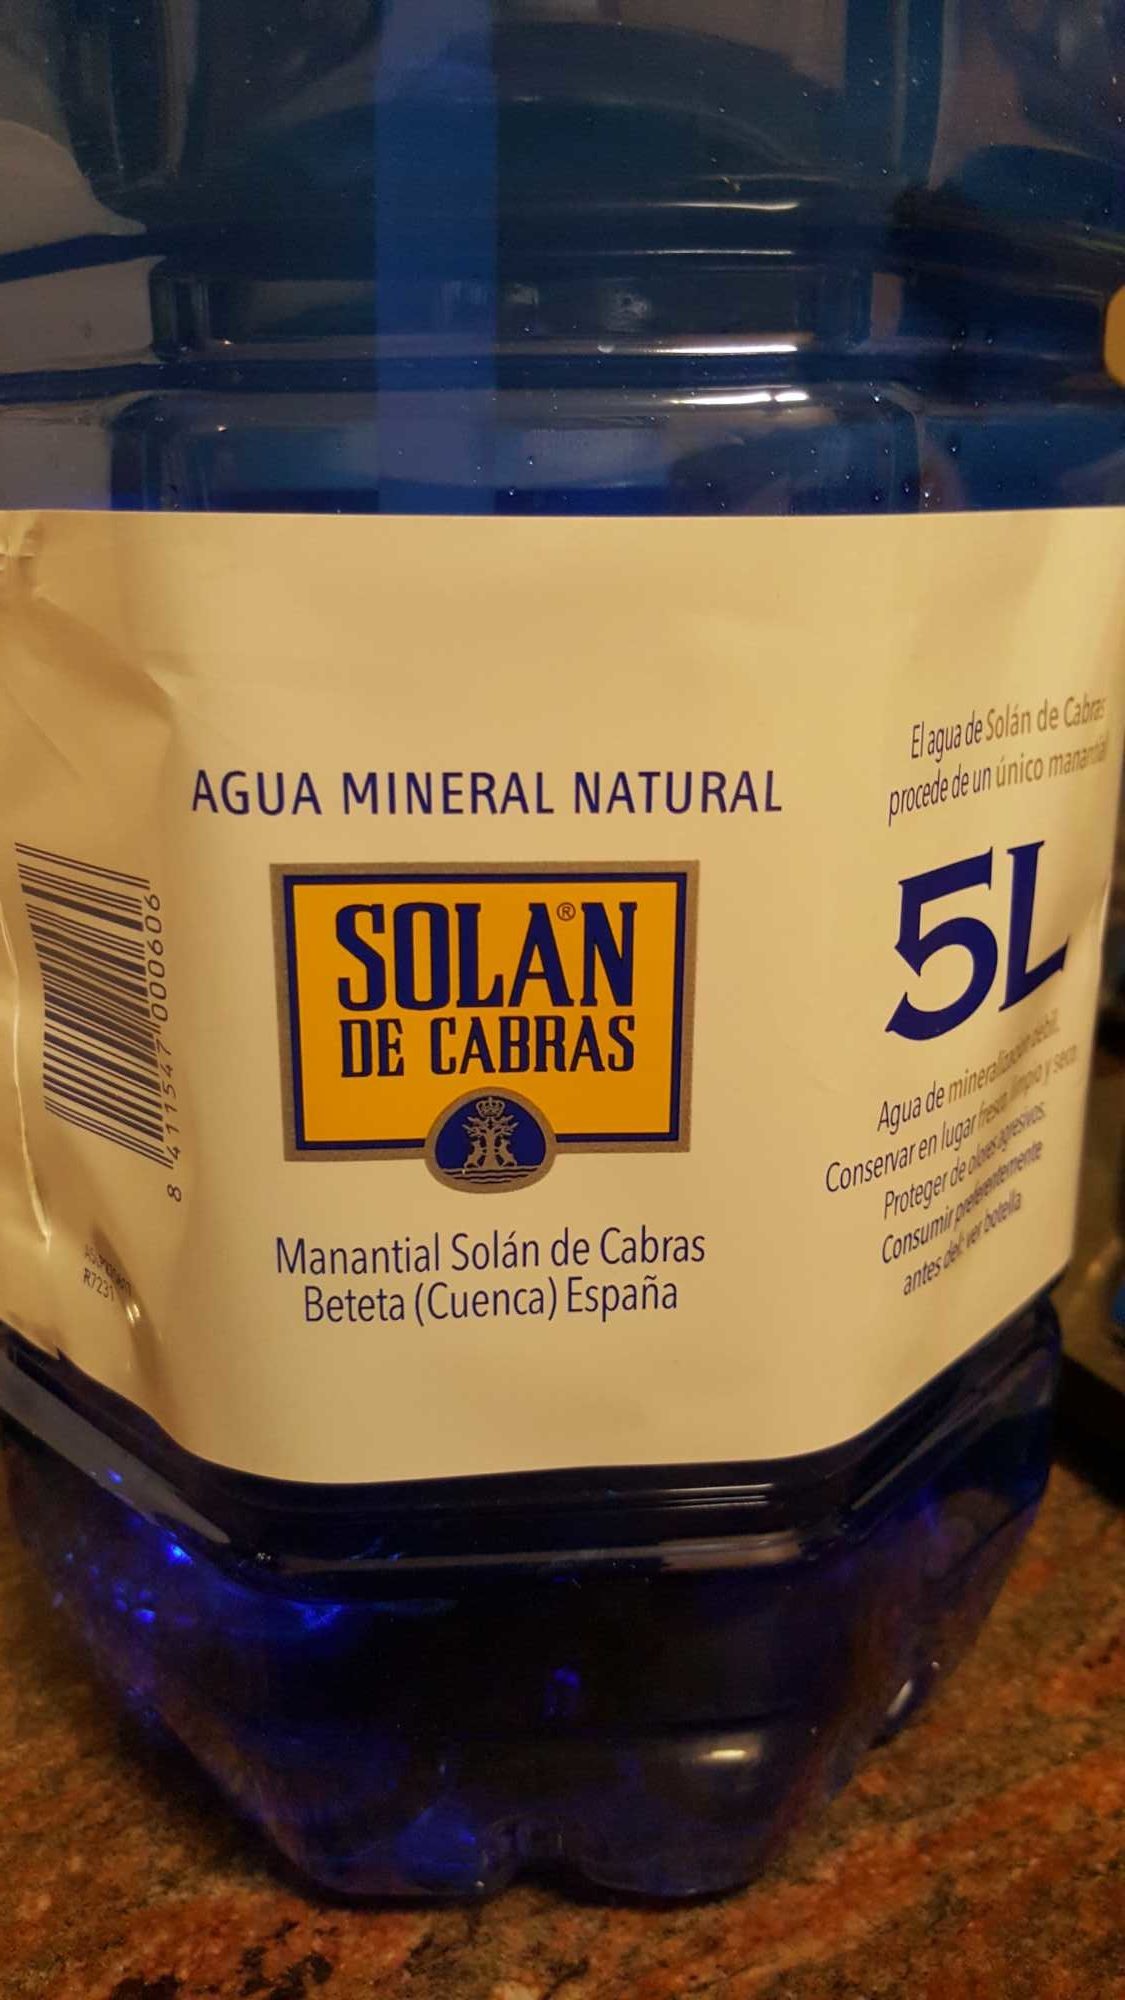 AGUA MINERAL NATURAL
SOLÁN®
DE CABRAS
Manantial Solán de Cabras
Beteta (Cuenca) España
El agua de Solán de Cabras
procede de un único manantial
5L
Agua de mineralización débil.
Conservar en lugar fresco, limpio y seco.
Proteger de olores agresivos.
Consumir preferentemente
antes del: ver botella
8 411547 000606
R7231